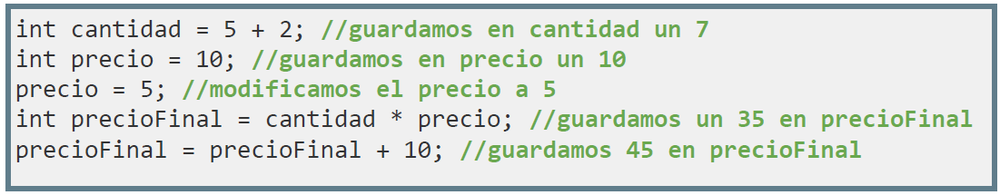 int cantidad = 5 + 2; //guardamos en cantidad un 7
int precio = 10; //guardamos en precio un 10
precio = 5; //modificamos el precio a 5
int precioFinal = cantidad * precio; //guardamos un 35 en precioFinal
precioFinal = precioFinal + 10; //guardamos 45 en precioFinal